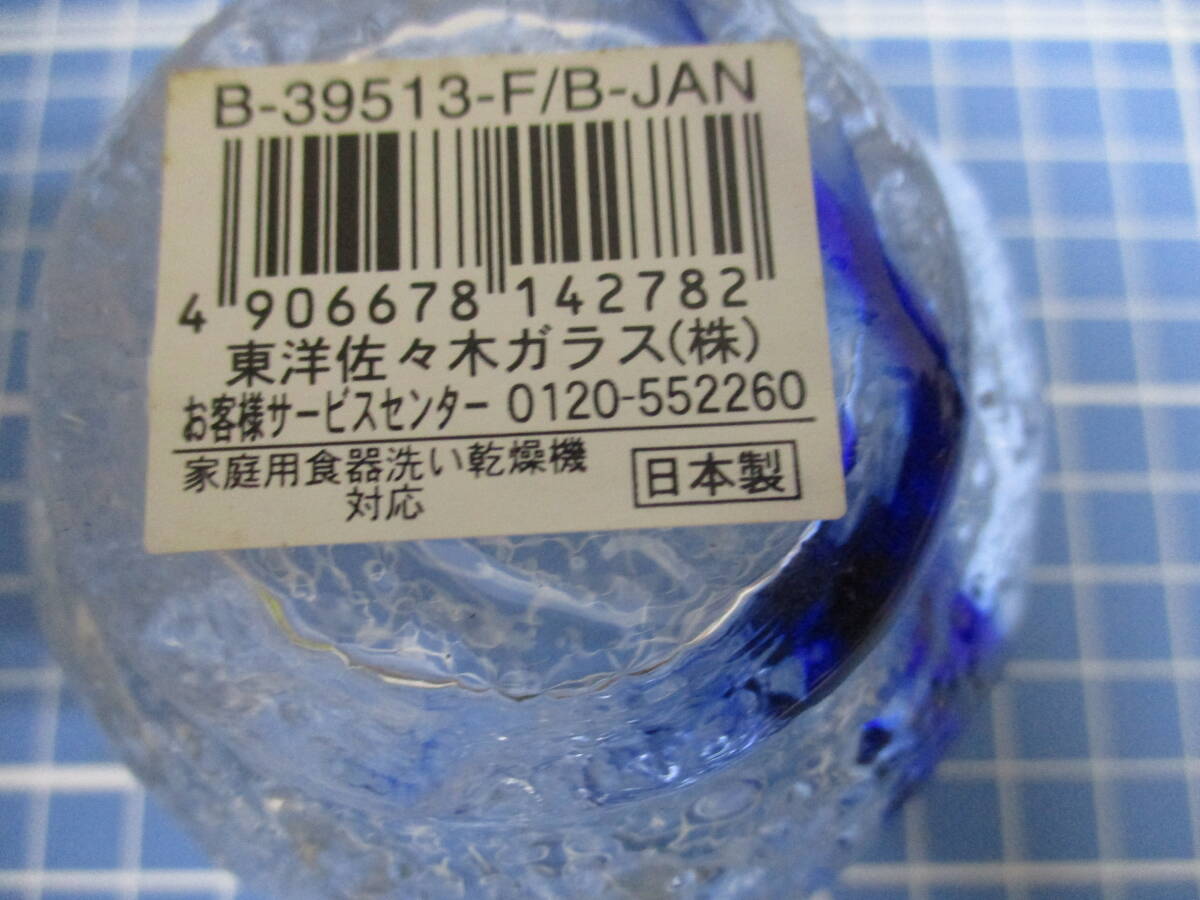 B-39513-F/B-JAN
4 906678 142782
東洋佐々木ガラス(株)
お客様サービスセンター 0120-552260
家庭用食器洗い乾燥機
対応
日本製